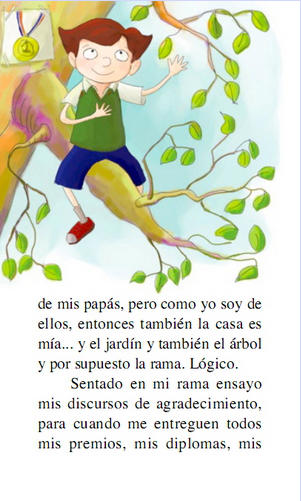 de mis papás, pero como yo soy de
ellos, entonces también la casa es
mía... y el jardín y también el árbol
y por supuesto la rama. Lógico.
Sentado en mi rama ensayo
mis discursos de agradecimiento,
para cuando me entreguen todos
mis premios, mis diplomas, mis